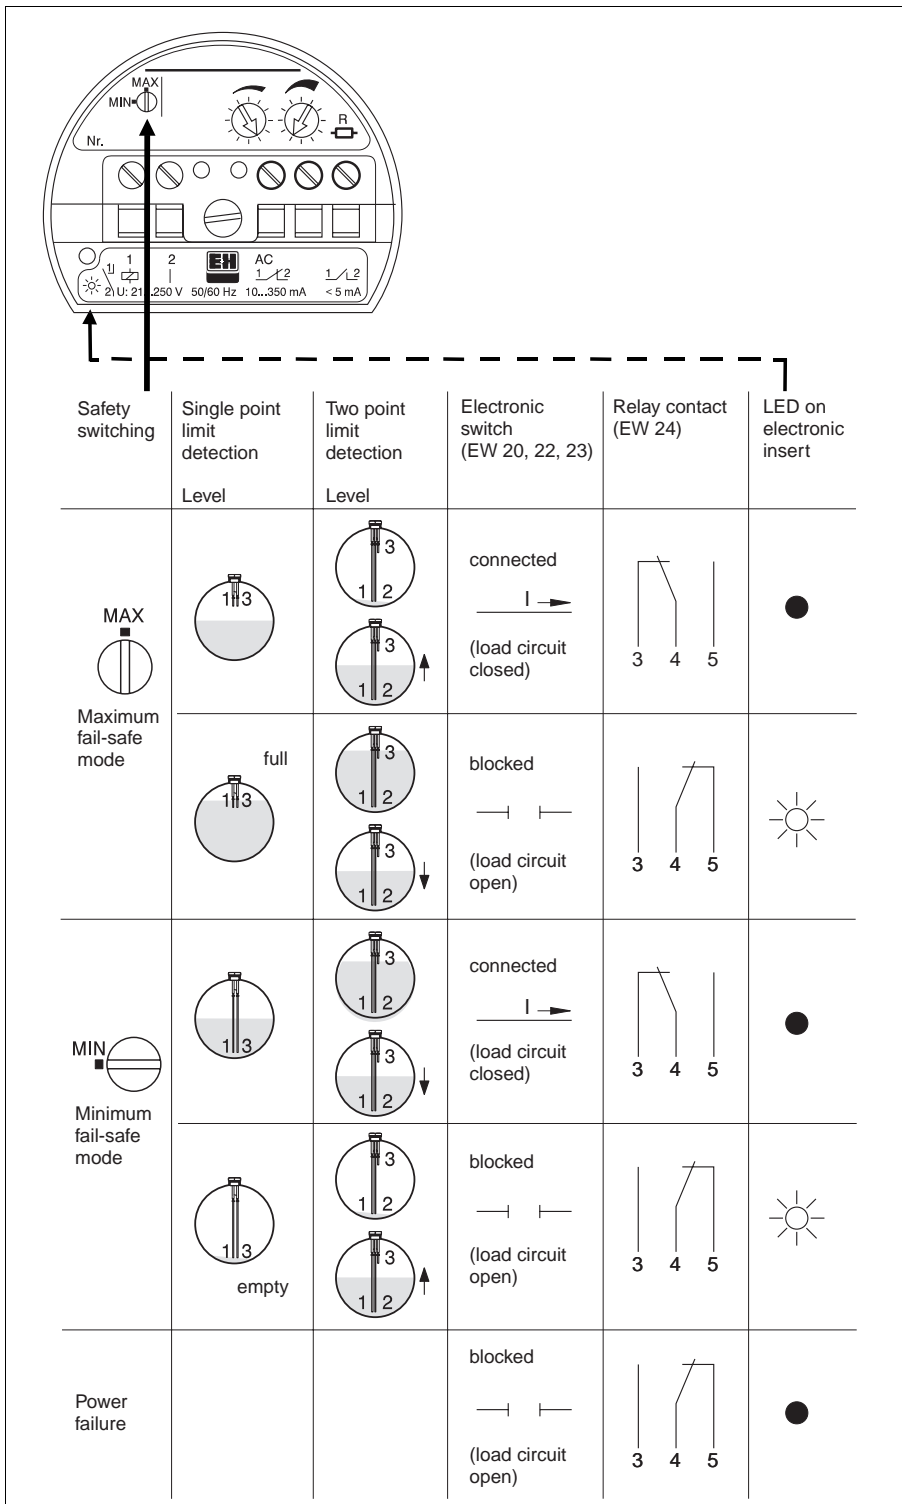 MAX
MIN
R
Nr.
1 2 E+H AC
1 1 2 1 2
2 U: 21...250 V 50/60 Hz 10...350 mA < 5 mA
Safety
switching
Single point
limit
detection
Level
Two point
limit
detection
Level
Electronic
switch
(EW 20, 22, 23)
Relay contact
(EW 24)
LED on
electronic
insert
MAX
Maximum
fail-safe
mode
1 3
3
1 2
3
1 2
connected
I
(load circuit
closed)
3 4 5
full
1 3
3
1 2
3
1 2
blocked
(load circuit
open)
3 4 5
MIN
Minimum
fail-safe
mode
1 3
3
1 2
3
1 2
connected
I
(load circuit
closed)
3 4 5
1 3
empty
3
1 2
3
1 2
blocked
(load circuit
open)
3 4 5
Power
failure
blocked
(load circuit
open)
3 4 5